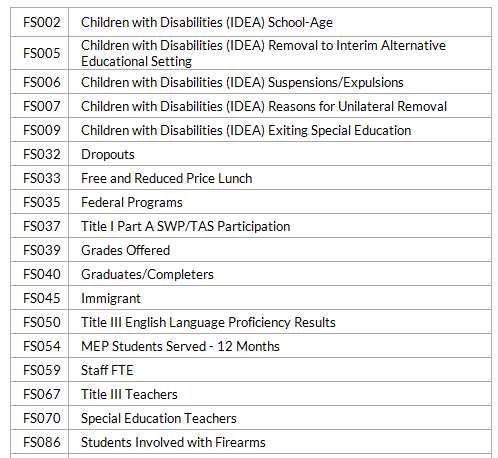 FS002 Children with Disabilities (IDEA) School-Age
FS005 Children with Disabilities (IDEA) Removal to Interim Alternative
Educational Setting
FS006 Children with Disabilities (IDEA) Suspensions/Expulsions
FS007 Children with Disabilities (IDEA) Reasons for Unilateral Removal
FS009 Children with Disabilities (IDEA) Exiting Special Education
FS032 Dropouts
FS033 Free and Reduced Price Lunch
FS035 Federal Programs
FS037 Title I Part A SWP/TAS Participation
FS039 Grades Offered
FS040 Graduates/Completers
FS045 Immigrant
FS050 Title III English Language Proficiency Results
FS054 MEP Students Served - 12 Months
FS059 Staff FTE
FS067 Title III Teachers
FS070 Special Education Teachers
FS086 Students Involved with Firearms